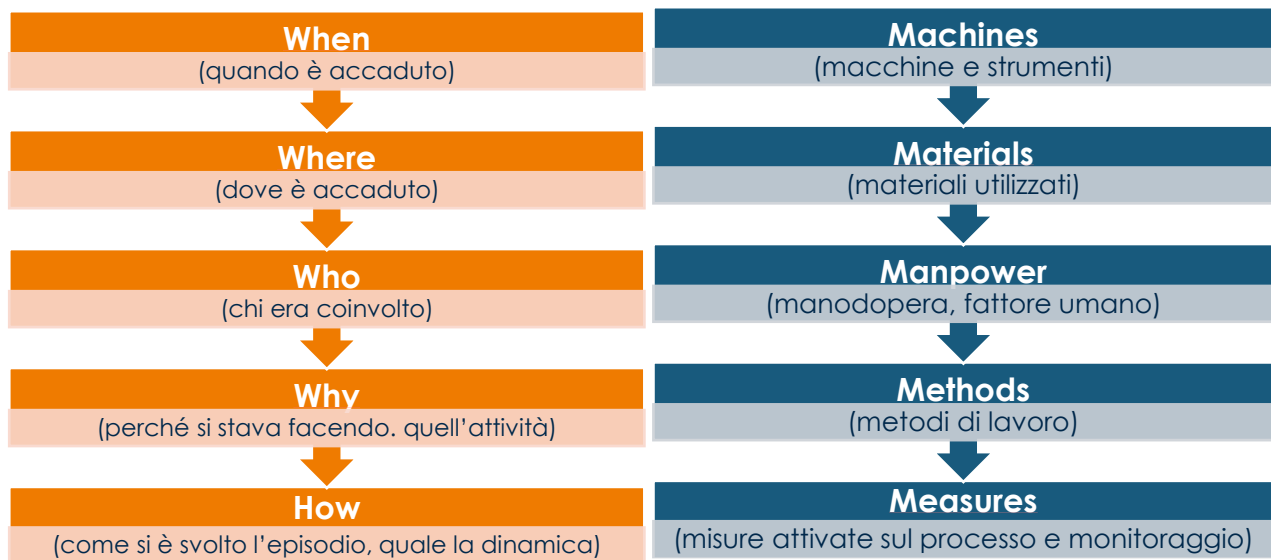 When
(quando è accaduto)
Where
(dove è accaduto)
Who
(chi era coinvolto)
Why
(perché si stava facendo. quell’attività)
How
(come si è svolto l’episodio, quale la dinamica)
Machines
(macchine e strumenti)
Materials
(materiali utilizzati)
Manpower
(manodopera, fattore umano)
Methods
(metodi di lavoro)
Measures
(misure attivate sul processo e monitoraggio)